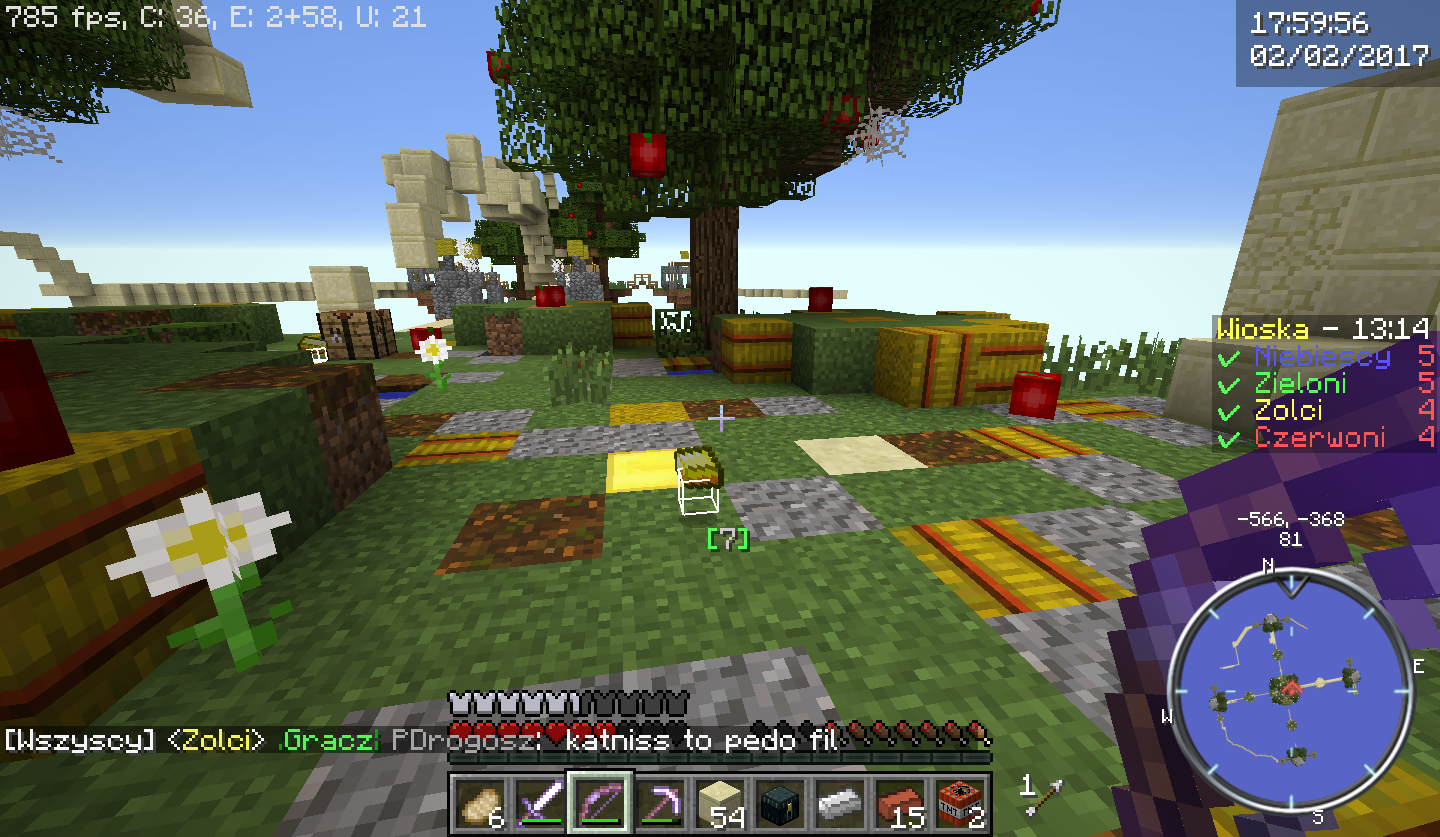 785 fps, C: 36, E: 2+58, U: 21
17:59:56
02/02/2017
Wioska - 13:14
✓ Niebiescy 5
✓ Zieloni 5
✓ Zolci 4
✓ Czerwoni 4
-566, -368
81
N
E
W
S
[?]
[Wszyscy] <Zolci> .Gracz: PDrogosz: katniss to pedo fil
6
54
15
TNT
2
1